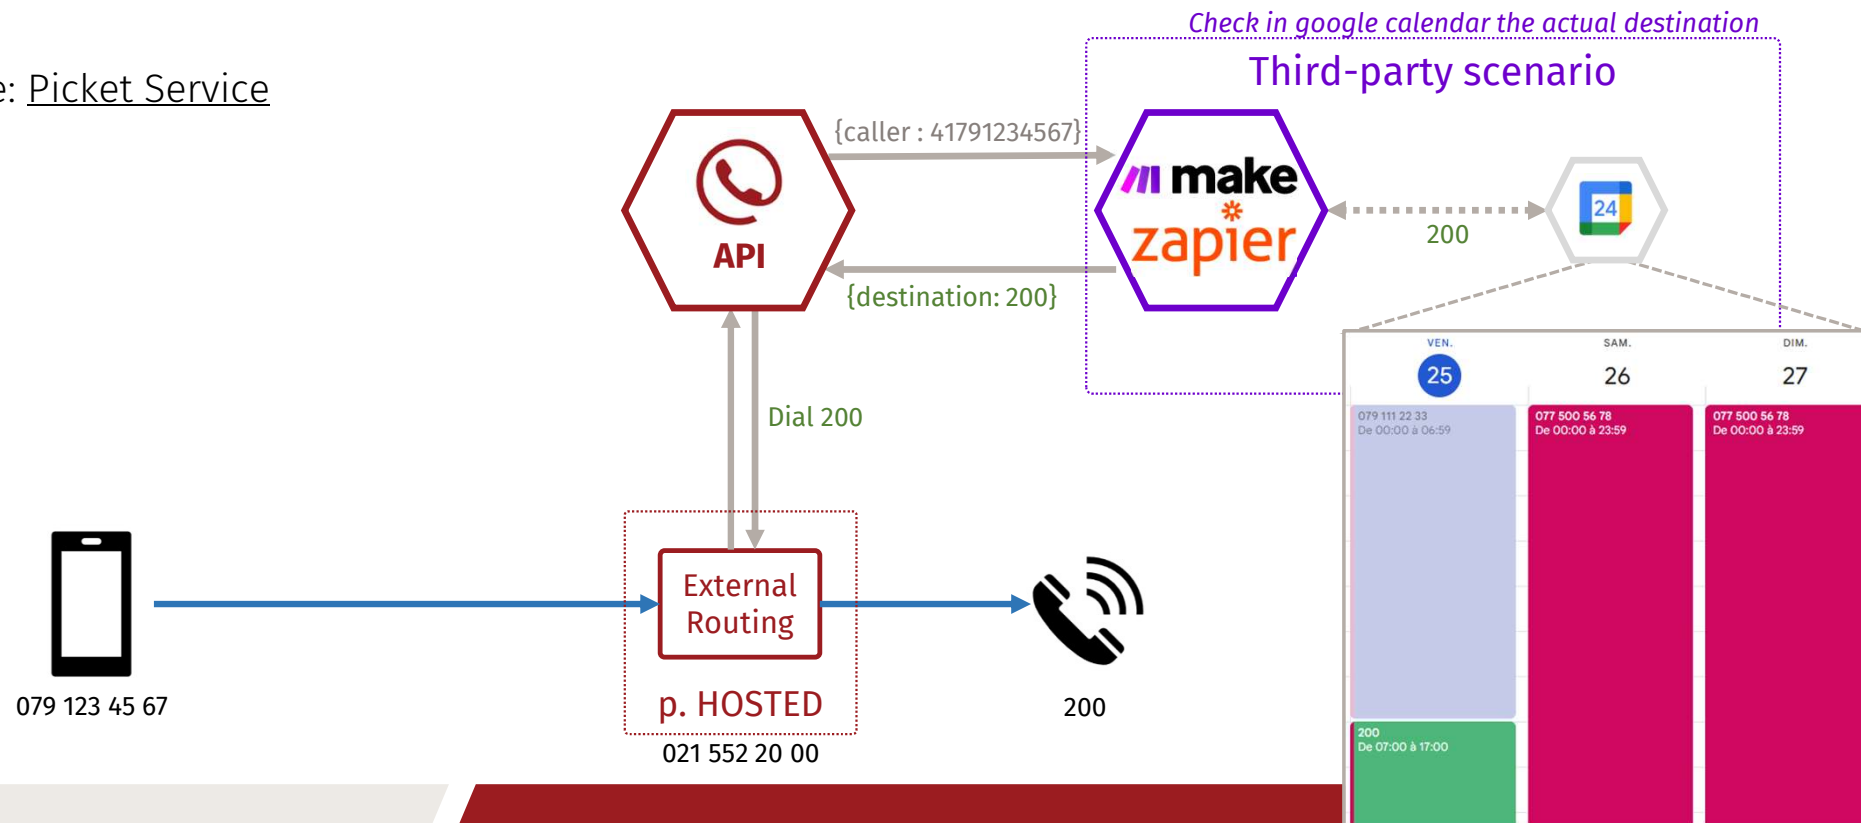 Check in google calendar the actual destination
Third-party scenario
e: Picket Service
{caller : 41791234567}
make
zapier
API
24
200
{destination: 200}
Dial 200
VEN.
SAM.
DIM.
25
26
27
079 111 22 33
De 00:00 à 06:59
077 500 56 78
De 00:00 à 23:59
077 500 56 78
De 00:00 à 23:59
External
Routing
p. HOSTED
021 552 20 00
079 123 45 67
200
200
De 07:00 à 17:00